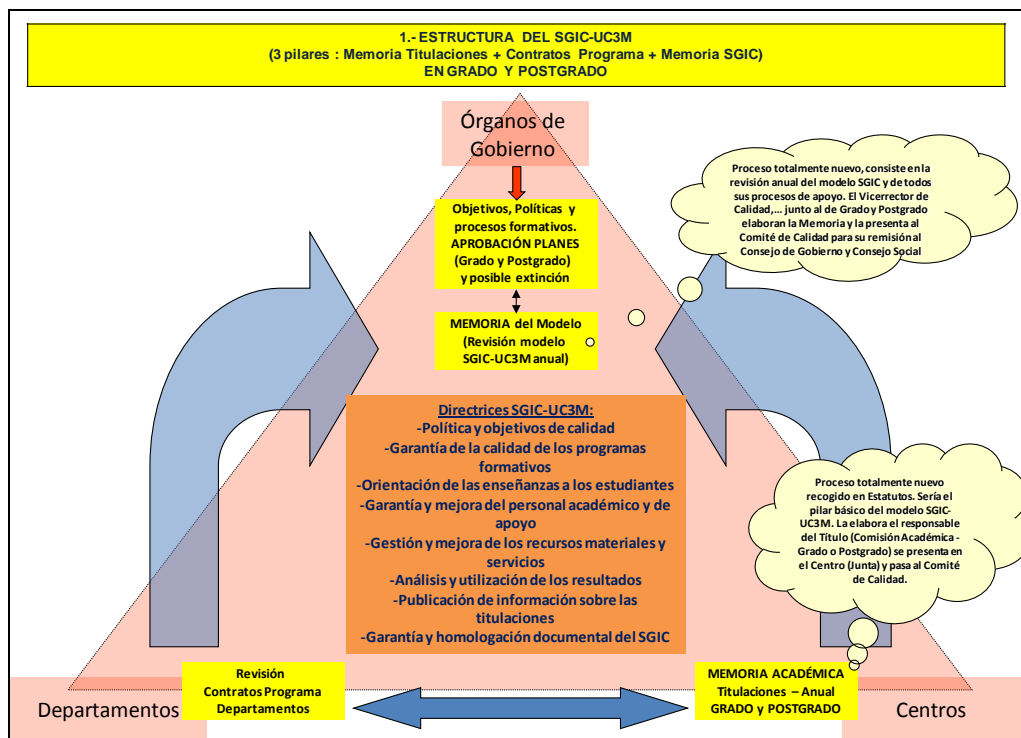 1.- ESTRUCTURA DEL SGIC-UC3M
(3 pilares : Memoria Titulaciones + Contratos Programa + Memoria SGIC)
EN GRADO Y POSTGRADO
Órganos de
Gobierno
Objetivos, Políticas y
procesos formativos.
APROBACIÓN PLANES
(Grado y Postgrado)
y posible extinción
MEMORIA del Modelo
(Revisión modelo
SGIC-UC3M anual)
Proceso totalmente nuevo, consiste en la
revisión anual del modelo SGIC y de todos
sus procesos de apoyo. El Vicerrector de
Calidad,... junto al de Grado y Postgrado
elaboran la Memoria y la presenta al
Comité de Calidad para su remisión al
Consejo de Gobierno y Consejo Social
Directrices SGIC-UC3M:
-Política y objetivos de calidad
-Garantía de la calidad de los programas
formativos
-Orientación de las enseñanzas a los estudiantes
-Garantía y mejora del personal académico y de
apoyo
-Gestión y mejora de los recursos materiales y
servicios
-Análisis y utilización de los resultados
-Publicación de información sobre las
titulaciones
-Garantía y homologación documental del SGIC
Proceso totalmente nuevo
recogido en Estatutos. Sería el
pilar básico del modelo SGIC-
UC3M. La elabora el responsable
del Título (Comisión Académica -
Grado o Postgrado) se presenta en
el Centro (Junta) y pasa al Comité
de Calidad.
Departamentos
Revisión
Contratos Programa
Departamentos
MEMORIA ACADÉMICA
Titulaciones – Anual
GRADO y POSTGRADO
Centros